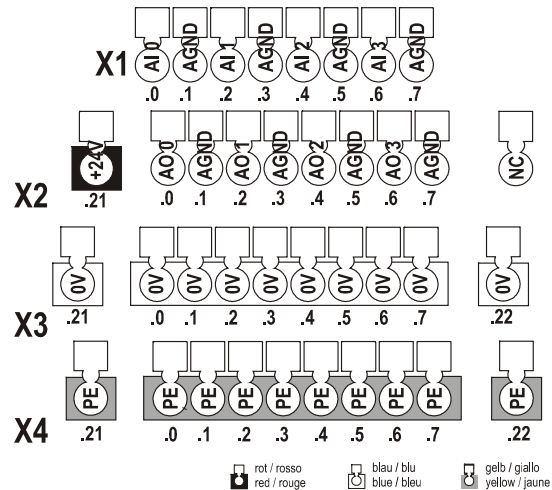 X1 AI 0 AGND AI 1 AGND AI 2 AGND AI 3 AGND
.0 .1 .2 .3 .4 .5 .6 .7
X2 +24V AO 0 AGND AO 1 AGND AO2 AGND AO 3 AGND NC
.21 .0 .1 .2 .3 .4 .5 .6 .7
X3 0V 0V 0V 0V 0V 0V 0V 0V 0V 0V
.21 .0 .1 .2 .3 .4 .5 .6 .7 .22
X4 PE PE PE PE PE PE PE PE PE PE
.21 .0 .1 .2 .3 .4 .5 .6 .7 .22
rot / rosso blau / blu gelb / giallo
red / rouge blue / bleu yellow / jaune